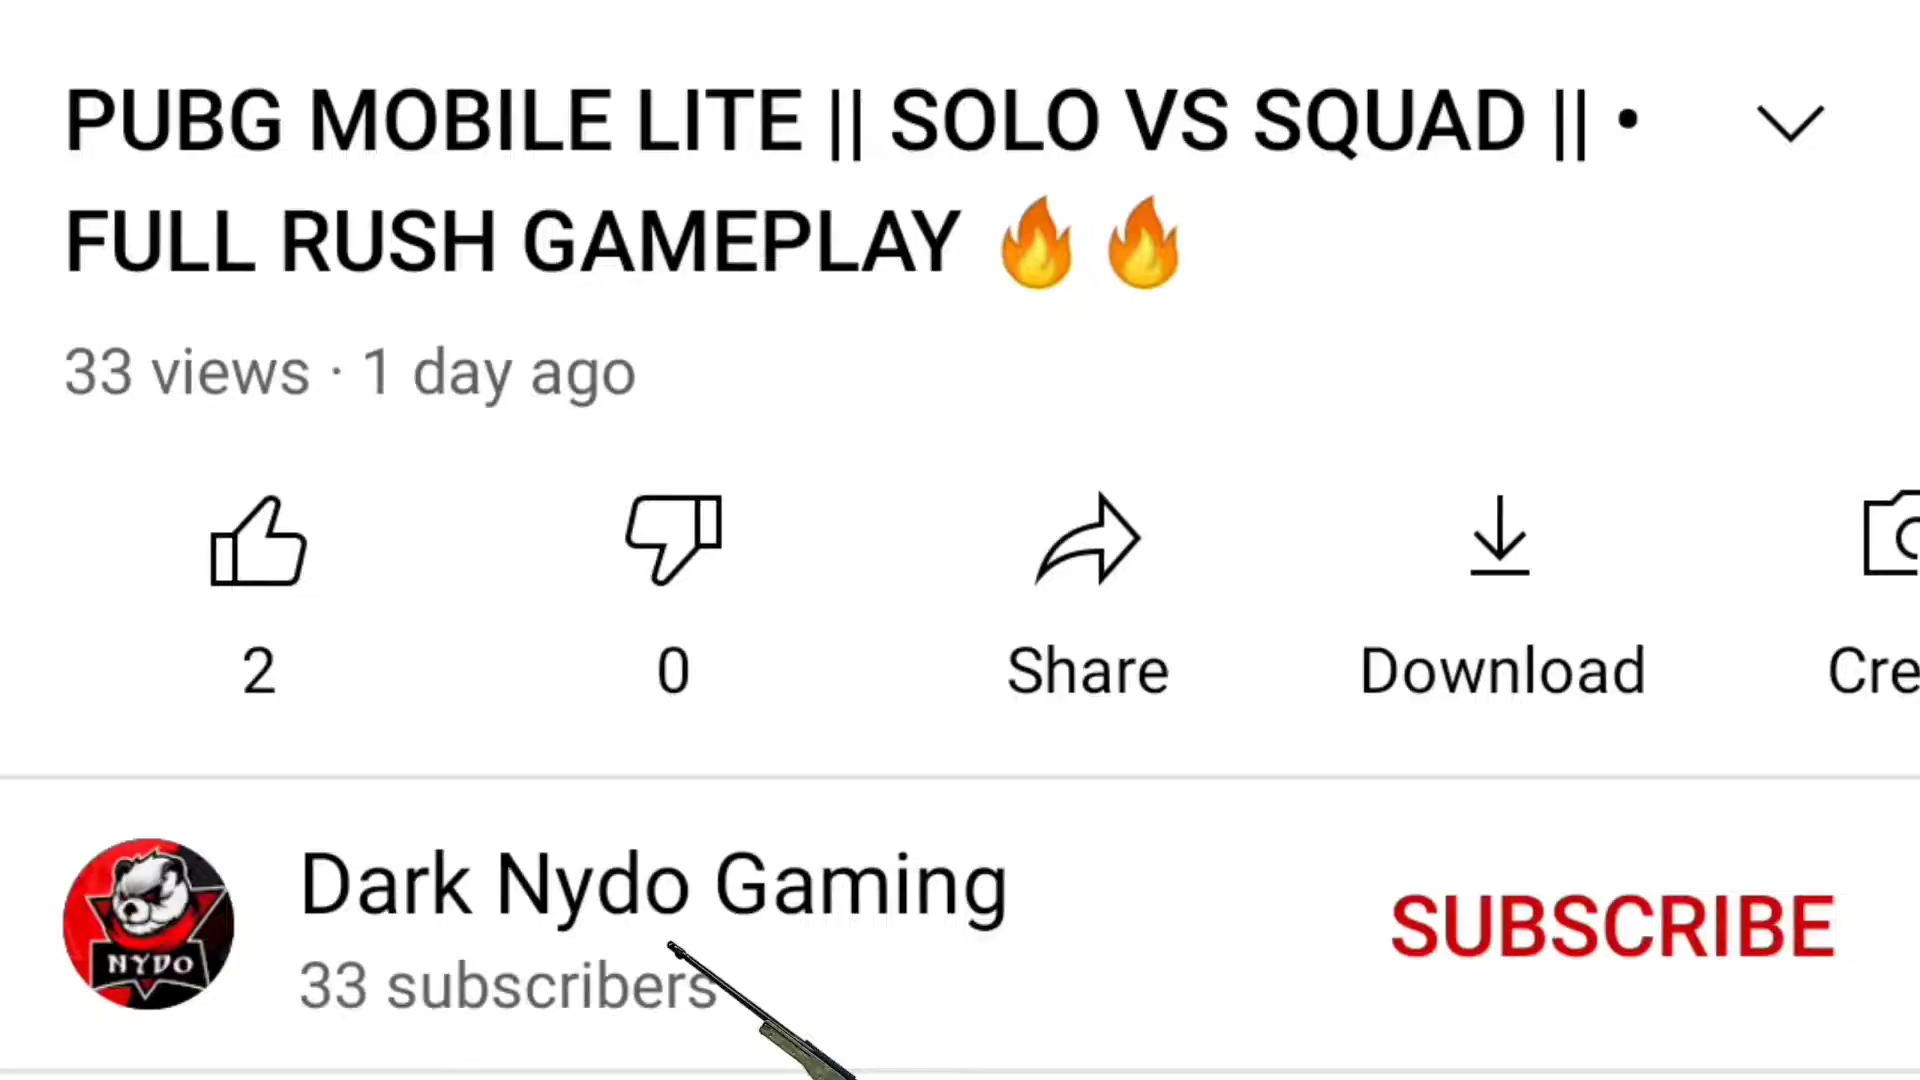 PUBG MOBILE LITE || SOLO VS SQUAD || •
FULL RUSH GAMEPLAY 🔥 🔥
33 views · 1 day ago
2
0
Share
Download
Cre
Dark Nydo Gaming
SUBSCRIBE
NYDO
33 subscribers